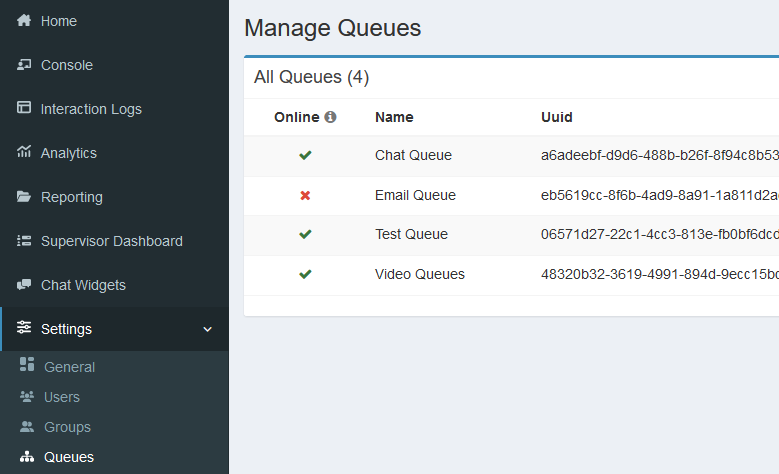 Home
Console
Interaction Logs
Analytics
Reporting
Supervisor Dashboard
Chat Widgets
Settings
General
Users
Groups
Queues
Manage Queues
All Queues (4)
Online Name Uuid
Chat Queue a6adeebf-d9d6-488b-b26f-8f94c8b53
Email Queue eb5619cc-8f6b-4ad9-8a91-1a811d2a
Test Queue 06571d27-22c1-4cc3-813e-fb0bf6dcd
Video Queues 48320b32-3619-4991-894d-9ecc15b